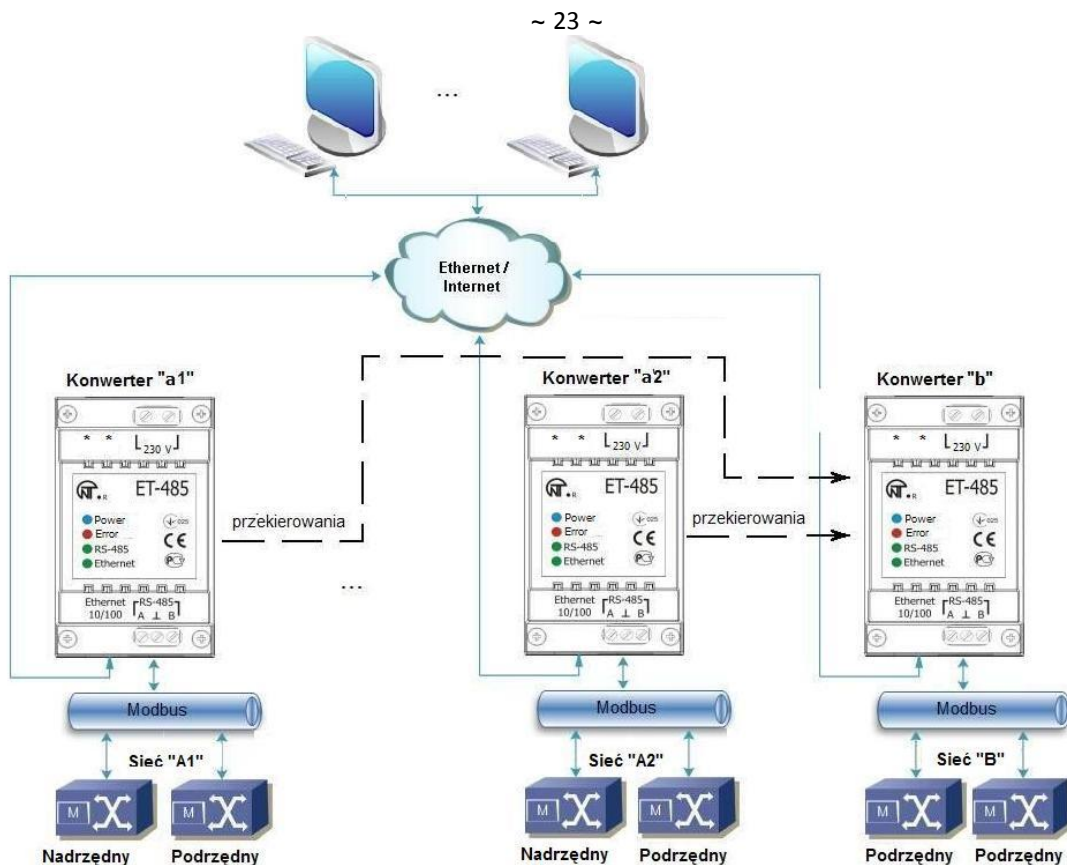 ~ 23 ~
...
Ethernet /
Internet
Konwerter "a1"
Konwerter "a2"
Konwerter "b"
* * 230 V
* * 230 V
* * 230 V
ET-485
ET-485
ET-485
Power
Error
RS-485
Ethernet
CE
przekierowania
Power
Error
RS-485
Ethernet
CE
przekierowania
Power
Error
RS-485
Ethernet
CE
...
Ethernet RS-485
10/100 A ⊥ B
Ethernet RS-485
10/100 A ⊥ B
Ethernet RS-485
10/100 A ⊥ B
Modbus
Modbus
Modbus
Sieć "A1"
Sieć "A2"
Sieć "B"
M
M
M
M
M
M
Nadrzędny Podrzędny
Nadrzędny Podrzędny
Podrzędny Podrzędny